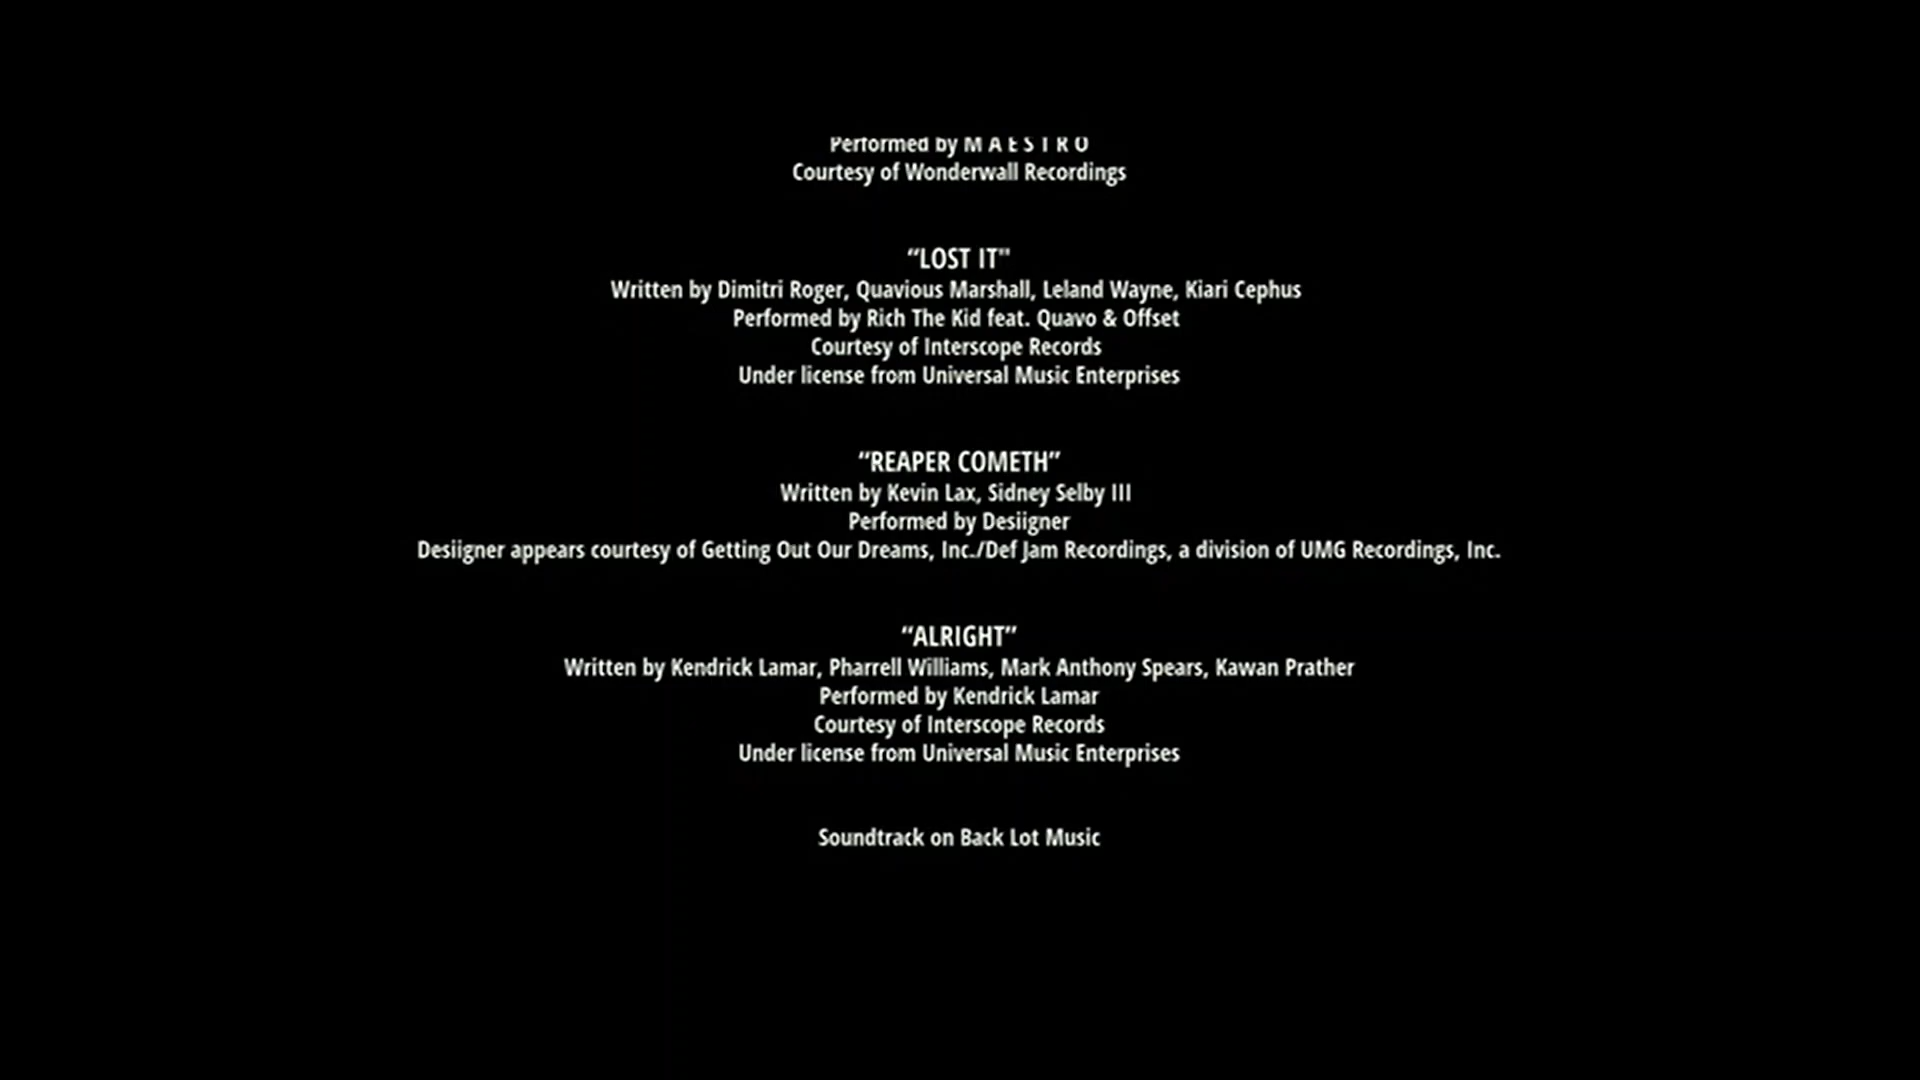 Performed by M A E S T R O
Courtesy of Wonderwall Recordings
“LOST IT"
Written by Dimitri Roger, Quavious Marshall, Leland Wayne, Kiari Cephus
Performed by Rich The Kid feat. Quavo & Offset
Courtesy of Interscope Records
Under license from Universal Music Enterprises
“REAPER COMETH”
Written by Kevin Lax, Sidney Selby III
Performed by Desiigner
Desiigner appears courtesy of Getting Out Our Dreams, Inc./Def Jam Recordings, a division of UMG Recordings, Inc.
“ALRIGHT”
Written by Kendrick Lamar, Pharrell Williams, Mark Anthony Spears, Kawan Prather
Performed by Kendrick Lamar
Courtesy of Interscope Records
Under license from Universal Music Enterprises
Soundtrack on Back Lot Music